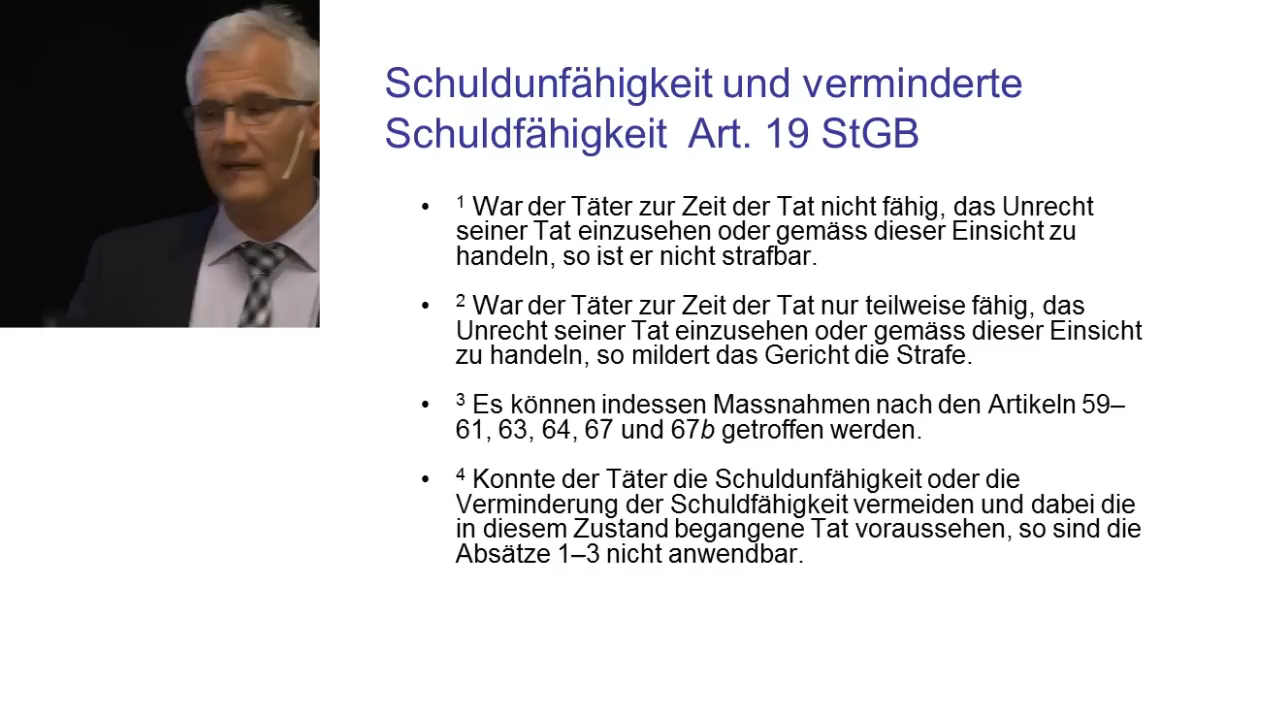 Schuldunfähigkeit und verminderte
Schuldfähigkeit Art. 19 StGB
• ¹ War der Täter zur Zeit der Tat nicht fähig, das Unrecht
seiner Tat einzusehen oder gemäss dieser Einsicht zu
handeln, so ist er nicht strafbar.
• ² War der Täter zur Zeit der Tat nur teilweise fähig, das
Unrecht seiner Tat einzusehen oder gemäss dieser Einsicht
zu handeln, so mildert das Gericht die Strafe.
• ³ Es können indessen Massnahmen nach den Artikeln 59–
61, 63, 64, 67 und 67b getroffen werden.
• ⁴ Konnte der Täter die Schuldunfähigkeit oder die
Verminderung der Schuldfähigkeit vermeiden und dabei die
in diesem Zustand begangene Tat voraussehen, so sind die
Absätze 1–3 nicht anwendbar.